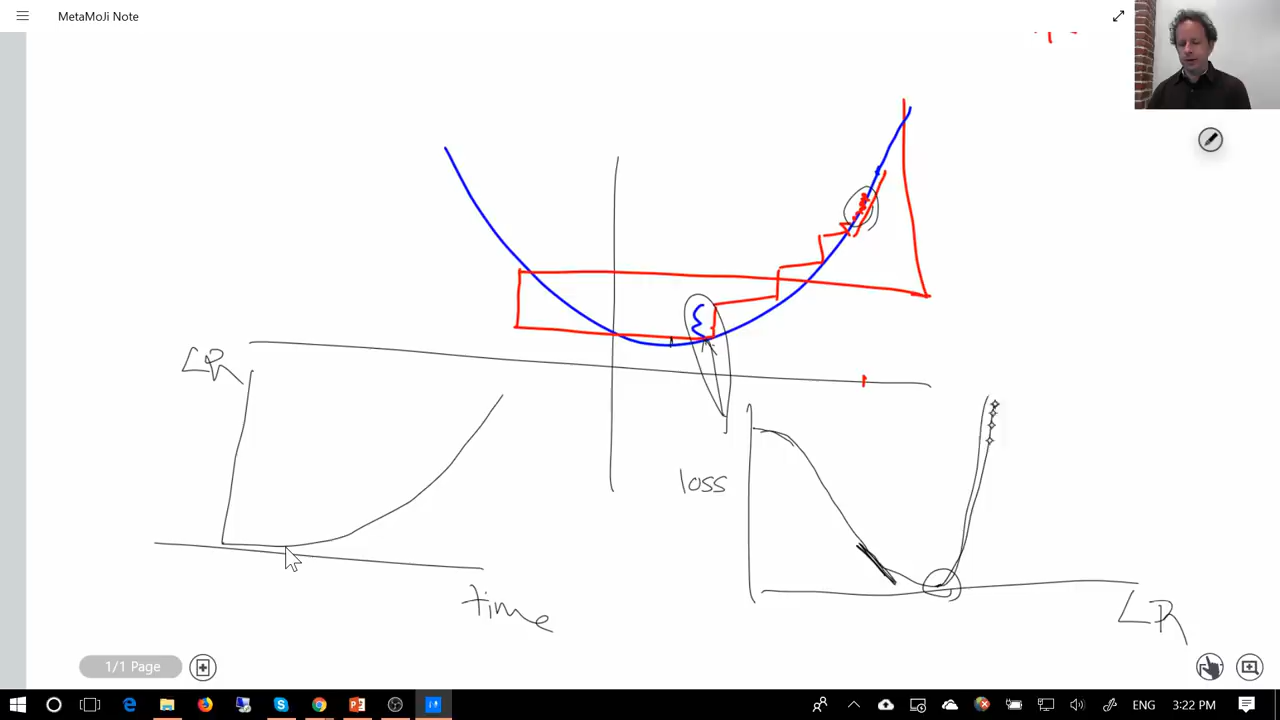 MetaMoJi Note
LR
loss
time
LR
1/1 Page
ENG
3:22 PM